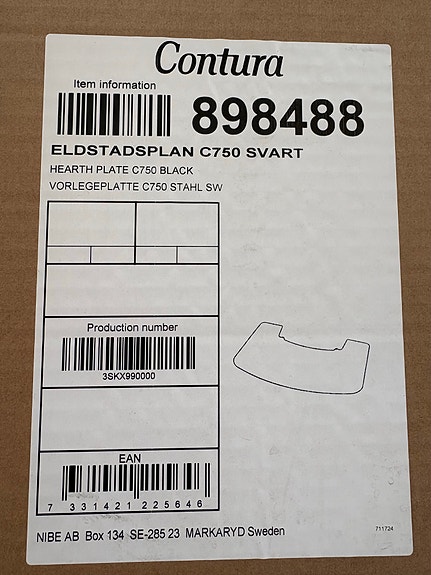 Contura
Item information
898488
ELDSTADSPLAN C750 SVART
HEARTH PLATE C750 BLACK
VORLEGEPLATTE C750 STAHL SW
Production number
3SKX990000
EAN
7 331421 225646
NIBE AB Box 134 SE-285 23 MARKARYD Sweden
711724